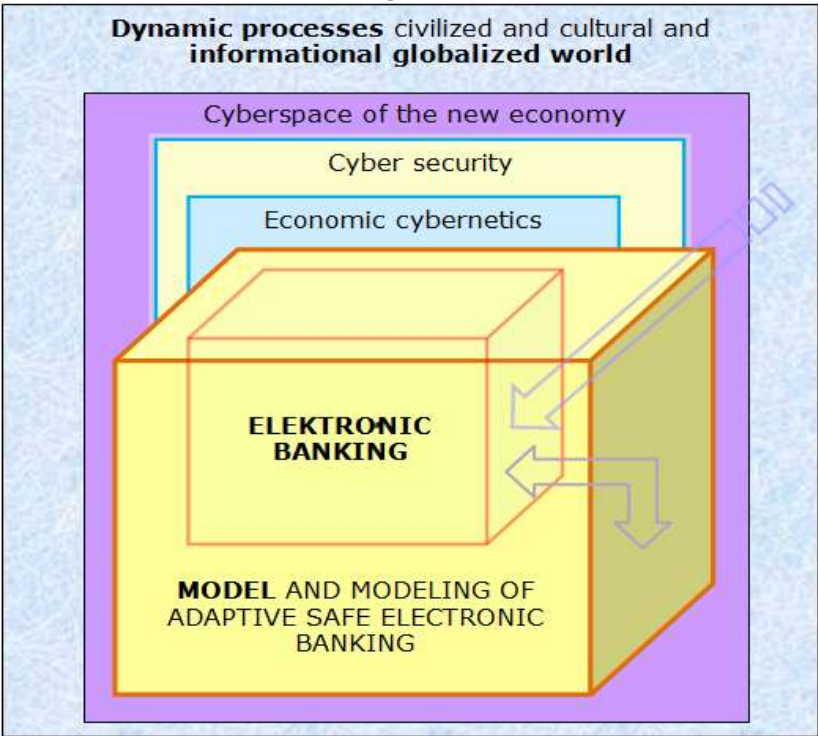 Dynamic processes civilized and cultural and
informational globalized world
Cyberspace of the new economy
Cyber security
Economic cybernetics
ELEKTRONIC
BANKING
MODEL AND MODELING OF
ADAPTIVE SAFE ELECTRONIC
BANKING